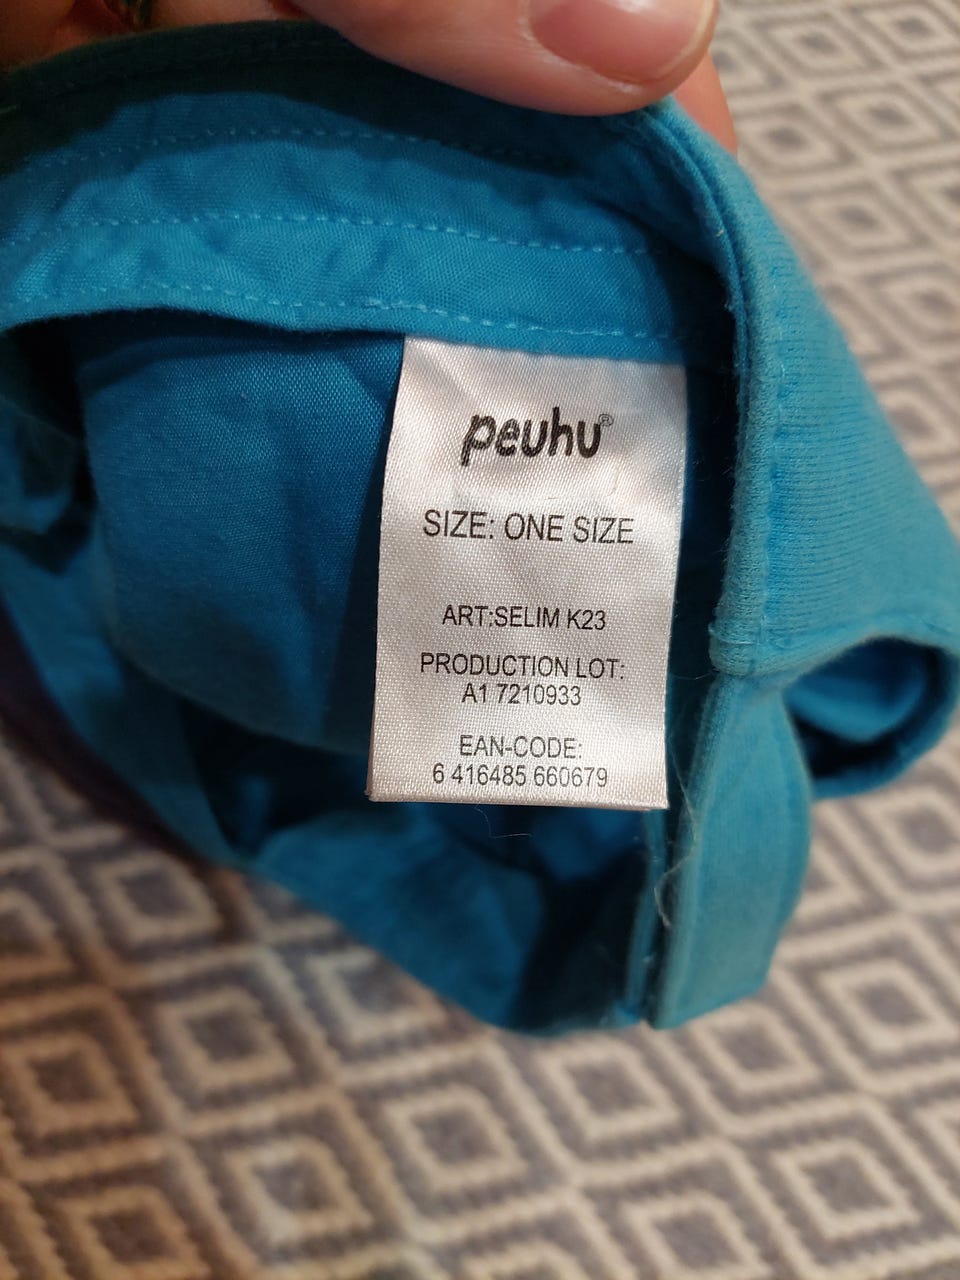 peuhu®
SIZE: ONE SIZE
ART:SELIM K23
PRODUCTION LOT:
A1 7210933
EAN-CODE:
6 416485 660679